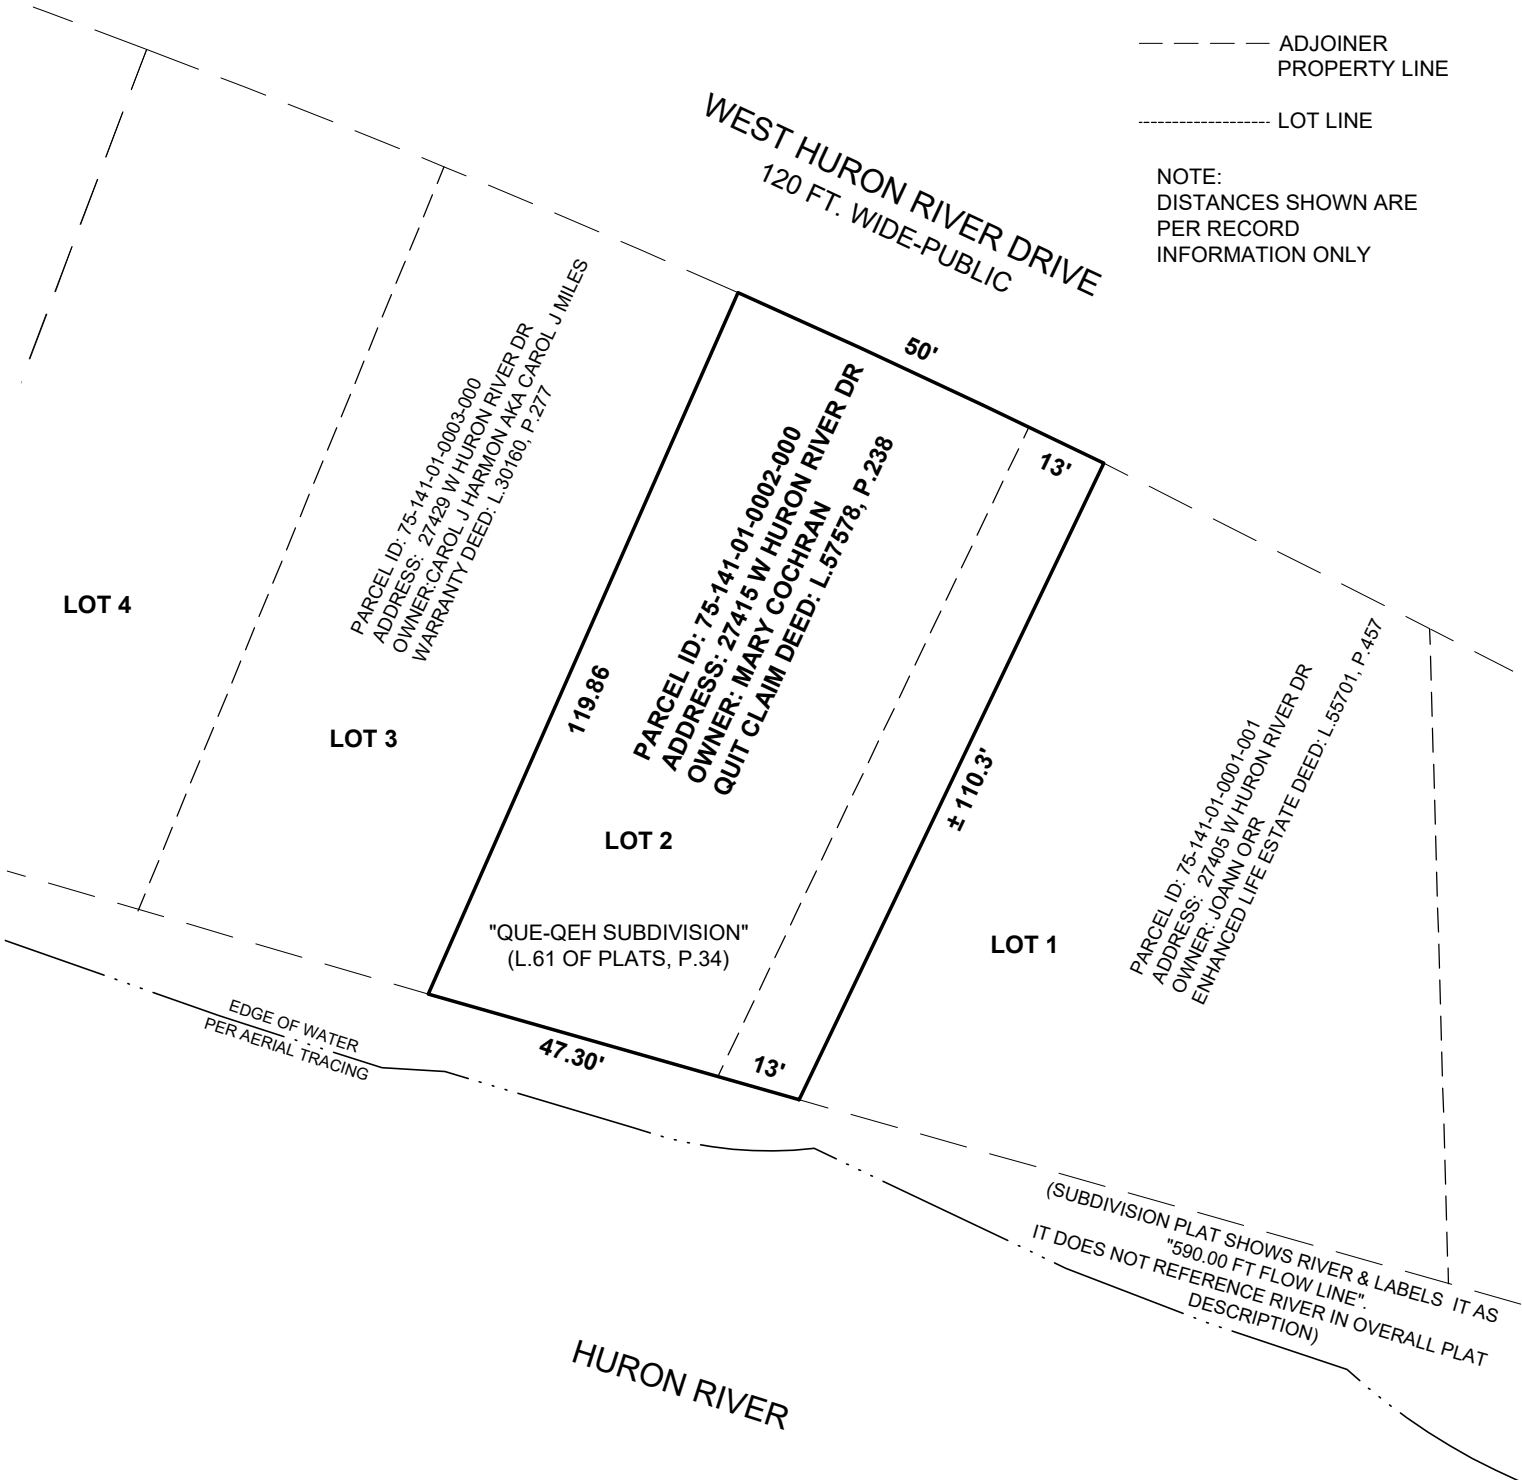 ADJOINER
PROPERTY LINE
LOT LINE
NOTE:
DISTANCES SHOWN ARE
PER RECORD
INFORMATION ONLY
WEST HURON RIVER DRIVE
120 FT. WIDE-PUBLIC
50'
13'
PARCEL ID: 75-141-01-0003-000
ADDRESS: 27429 W HURON RIVER DR
OWNER:CAROL J HARMON AKA CAROL J MILES
WARRANTY DEED: L.30160, P.277
LOT 4
LOT 3
119.86
PARCEL ID: 75-141-01-0002-000
ADDRESS: 27415 W HURON RIVER DR
OWNER: MARY COCHRAN
QUIT CLAIM DEED: L.57578, P.238
LOT 2
± 110.3'
PARCEL ID: 75-141-01-0001-001
ADDRESS: 27405 W HURON RIVER DR
OWNER: JOANN ORR
ENHANCED LIFE ESTATE DEED: L.55701, P.457
LOT 1
"QUE-QEH SUBDIVISION"
(L.61 OF PLATS, P.34)
EDGE OF WATER
PER AERIAL TRACING
47.30'
13'
(SUBDIVISION PLAT SHOWS RIVER & LABELS IT AS
"590.00 FT FLOW LINE".
IT DOES NOT REFERENCE RIVER IN OVERALL PLAT
DESCRIPTION)
HURON RIVER